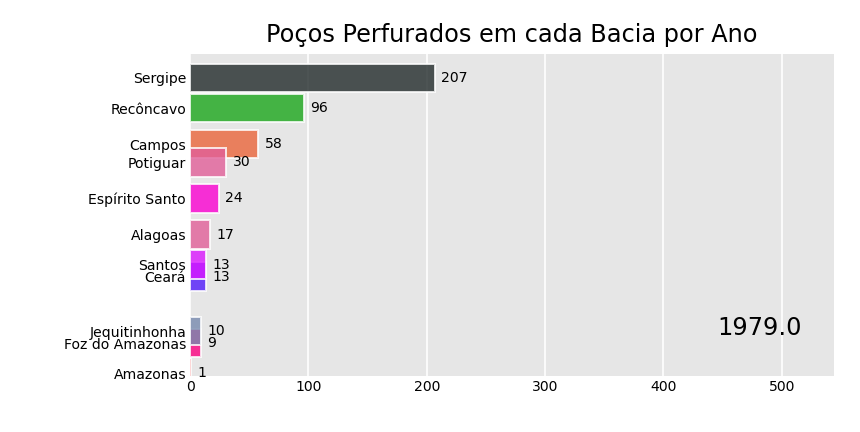 Poços Perfurados em cada Bacia por Ano
Sergipe 207
Recôncavo 96
Campos 58
Potiguar 30
Espírito Santo 24
Alagoas 17
Santos 13
Ceará 13
Jequitinhonha 10
Foz do Amazonas 9
1979.0
Amazonas 1
0 100 200 300 400 500